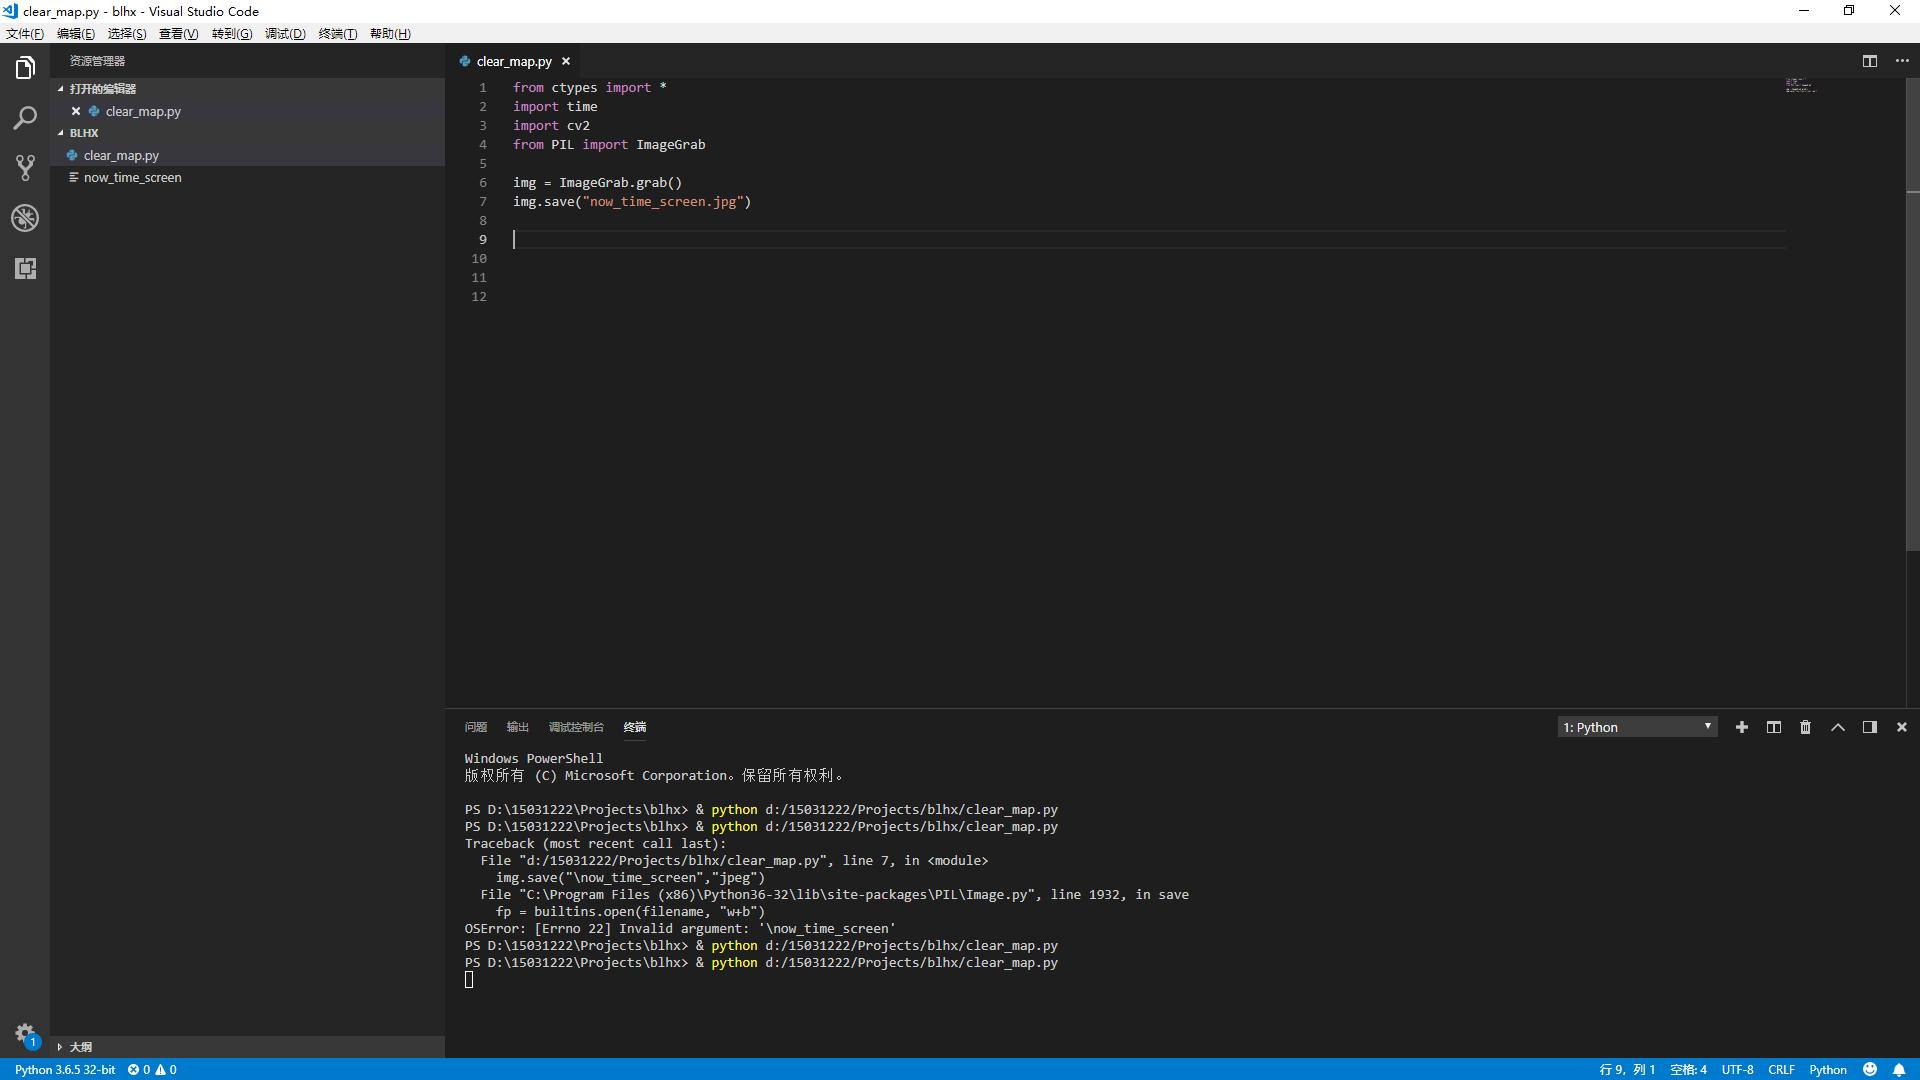 clear_map.py - blhx - Visual Studio Code
文件(F) 编辑(E) 选择(S) 查看(V) 转到(G) 调试(D) 终端(T) 帮助(H)
资源管理器
打开的编辑器
clear_map.py
BLHX
clear_map.py
now_time_screen
大纲
1
clear_map.py
1 from ctypes import *
2 import time
3 import cv2
4 from PIL import ImageGrab
5
6 img = ImageGrab.grab()
7 img.save("now_time_screen.jpg")
8
9
10
11
12
问题 输出 调试控制台 终端 1: Python
Windows PowerShell
版权所有 (C) Microsoft Corporation。保留所有权利。
PS D:\15031222\Projects\blhx> & python d:/15031222/Projects/blhx/clear_map.py
PS D:\15031222\Projects\blhx> & python d:/15031222/Projects/blhx/clear_map.py
Traceback (most recent call last):
File "d:/15031222/Projects/blhx/clear_map.py", line 7, in <module>
img.save("\now_time_screen","jpeg")
File "C:\Program Files (x86)\Python36-32\lib\site-packages\PIL\Image.py", line 1932, in save
fp = builtins.open(filename, "w+b")
OSError: [Errno 22] Invalid argument: '\now_time_screen'
PS D:\15031222\Projects\blhx> & python d:/15031222/Projects/blhx/clear_map.py
PS D:\15031222\Projects\blhx> & python d:/15031222/Projects/blhx/clear_map.py
Python 3.6.5 32-bit 0 0 行 9，列 1 空格: 4 UTF-8 CRLF Python